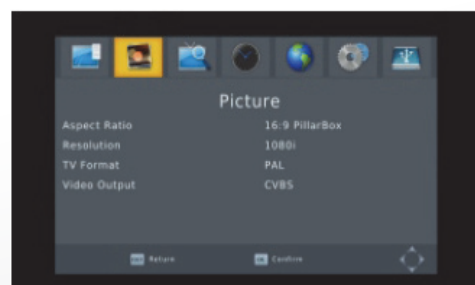 Picture
Aspect Ratio 16:9 PillarBox
Resolution 1080i
TV Format PAL
Video Output CVBS
Return Confirm